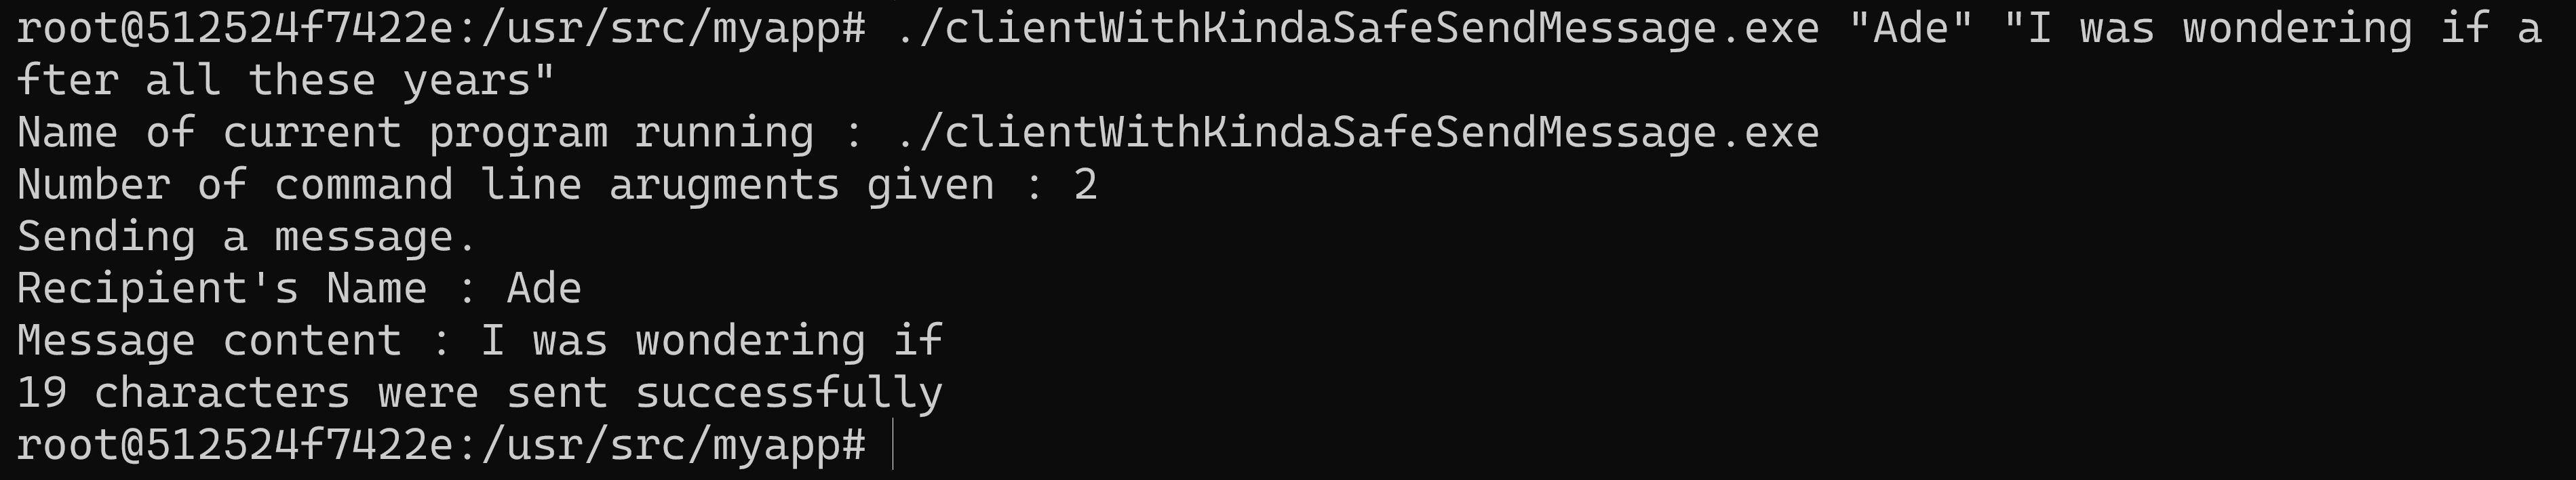 root@512524f7422e:/usr/src/myapp# ./clientWithKindaSafeSendMessage.exe "Ade" "I was wondering if a
fter all these years"
Name of current program running : ./clientWithKindaSafeSendMessage.exe
Number of command line arugments given : 2
Sending a message.
Recipient's Name : Ade
Message content : I was wondering if
19 characters were sent successfully
root@512524f7422e:/usr/src/myapp#